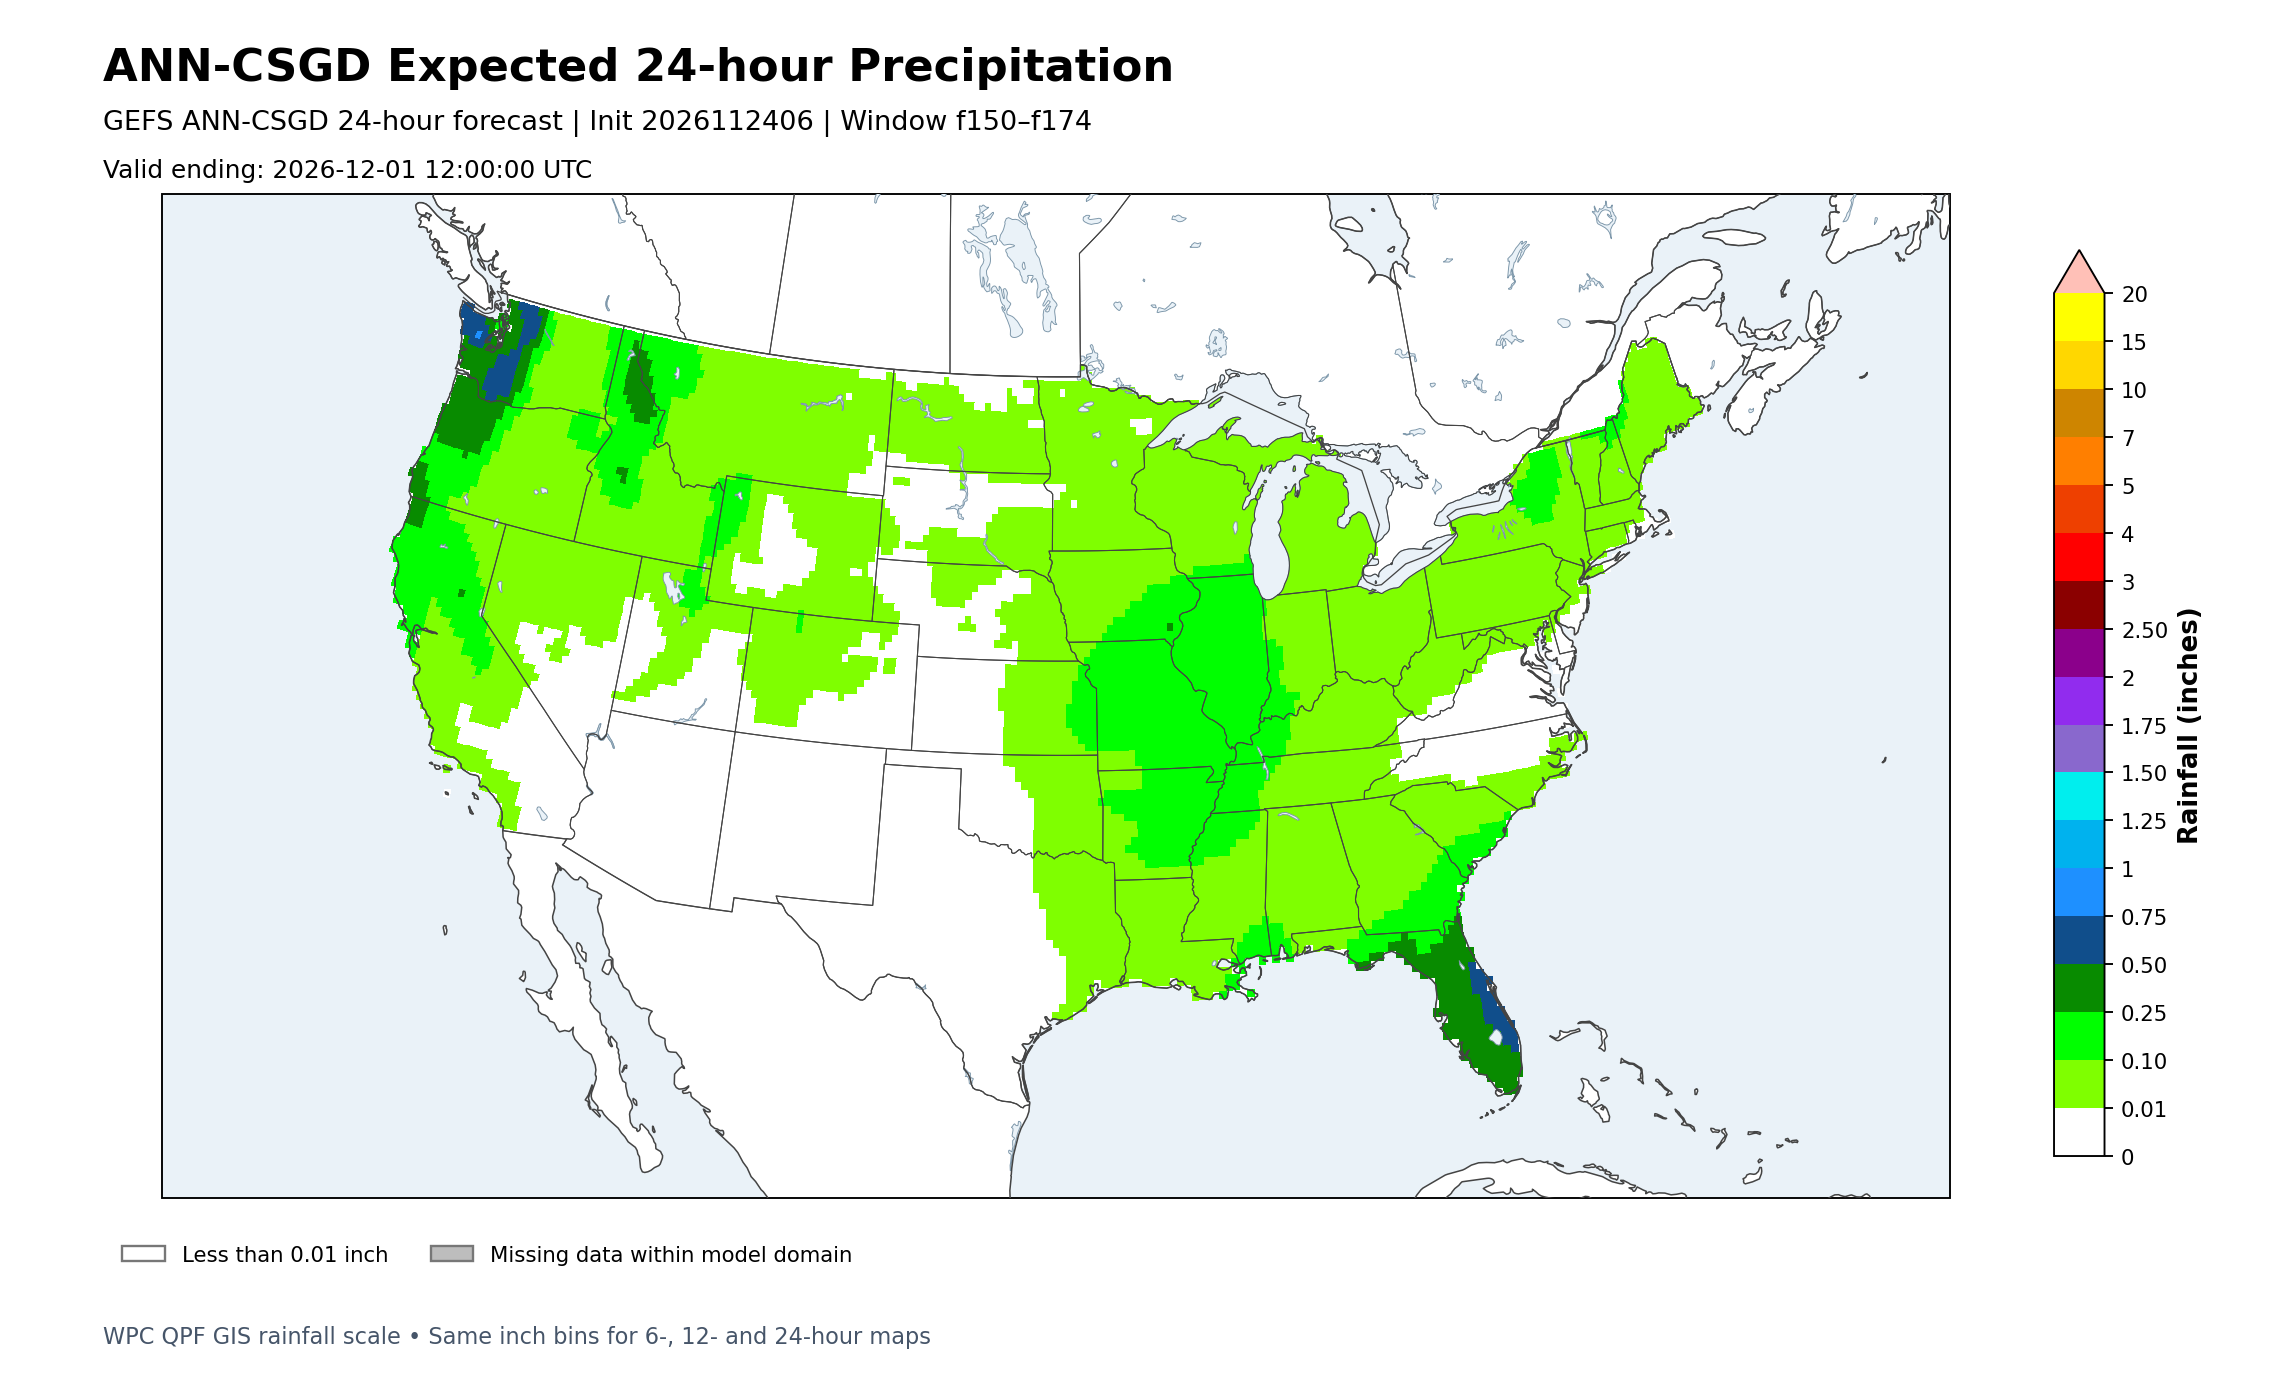 ANN-CSGD Expected 24-hour Precipitation
GEFS ANN-CSGD 24-hour forecast | Init 2026112406 | Window f150–f174
Valid ending: 2026-12-01 12:00:00 UTC
20
15
10
7
5
4
3
2.50
2
1.75
1.50
1.25
1
0.75
0.50
0.25
0.10
0.01
0
Rainfall (inches)
Less than 0.01 inch
Missing data within model domain
WPC QPF GIS rainfall scale • Same inch bins for 6-, 12- and 24-hour maps